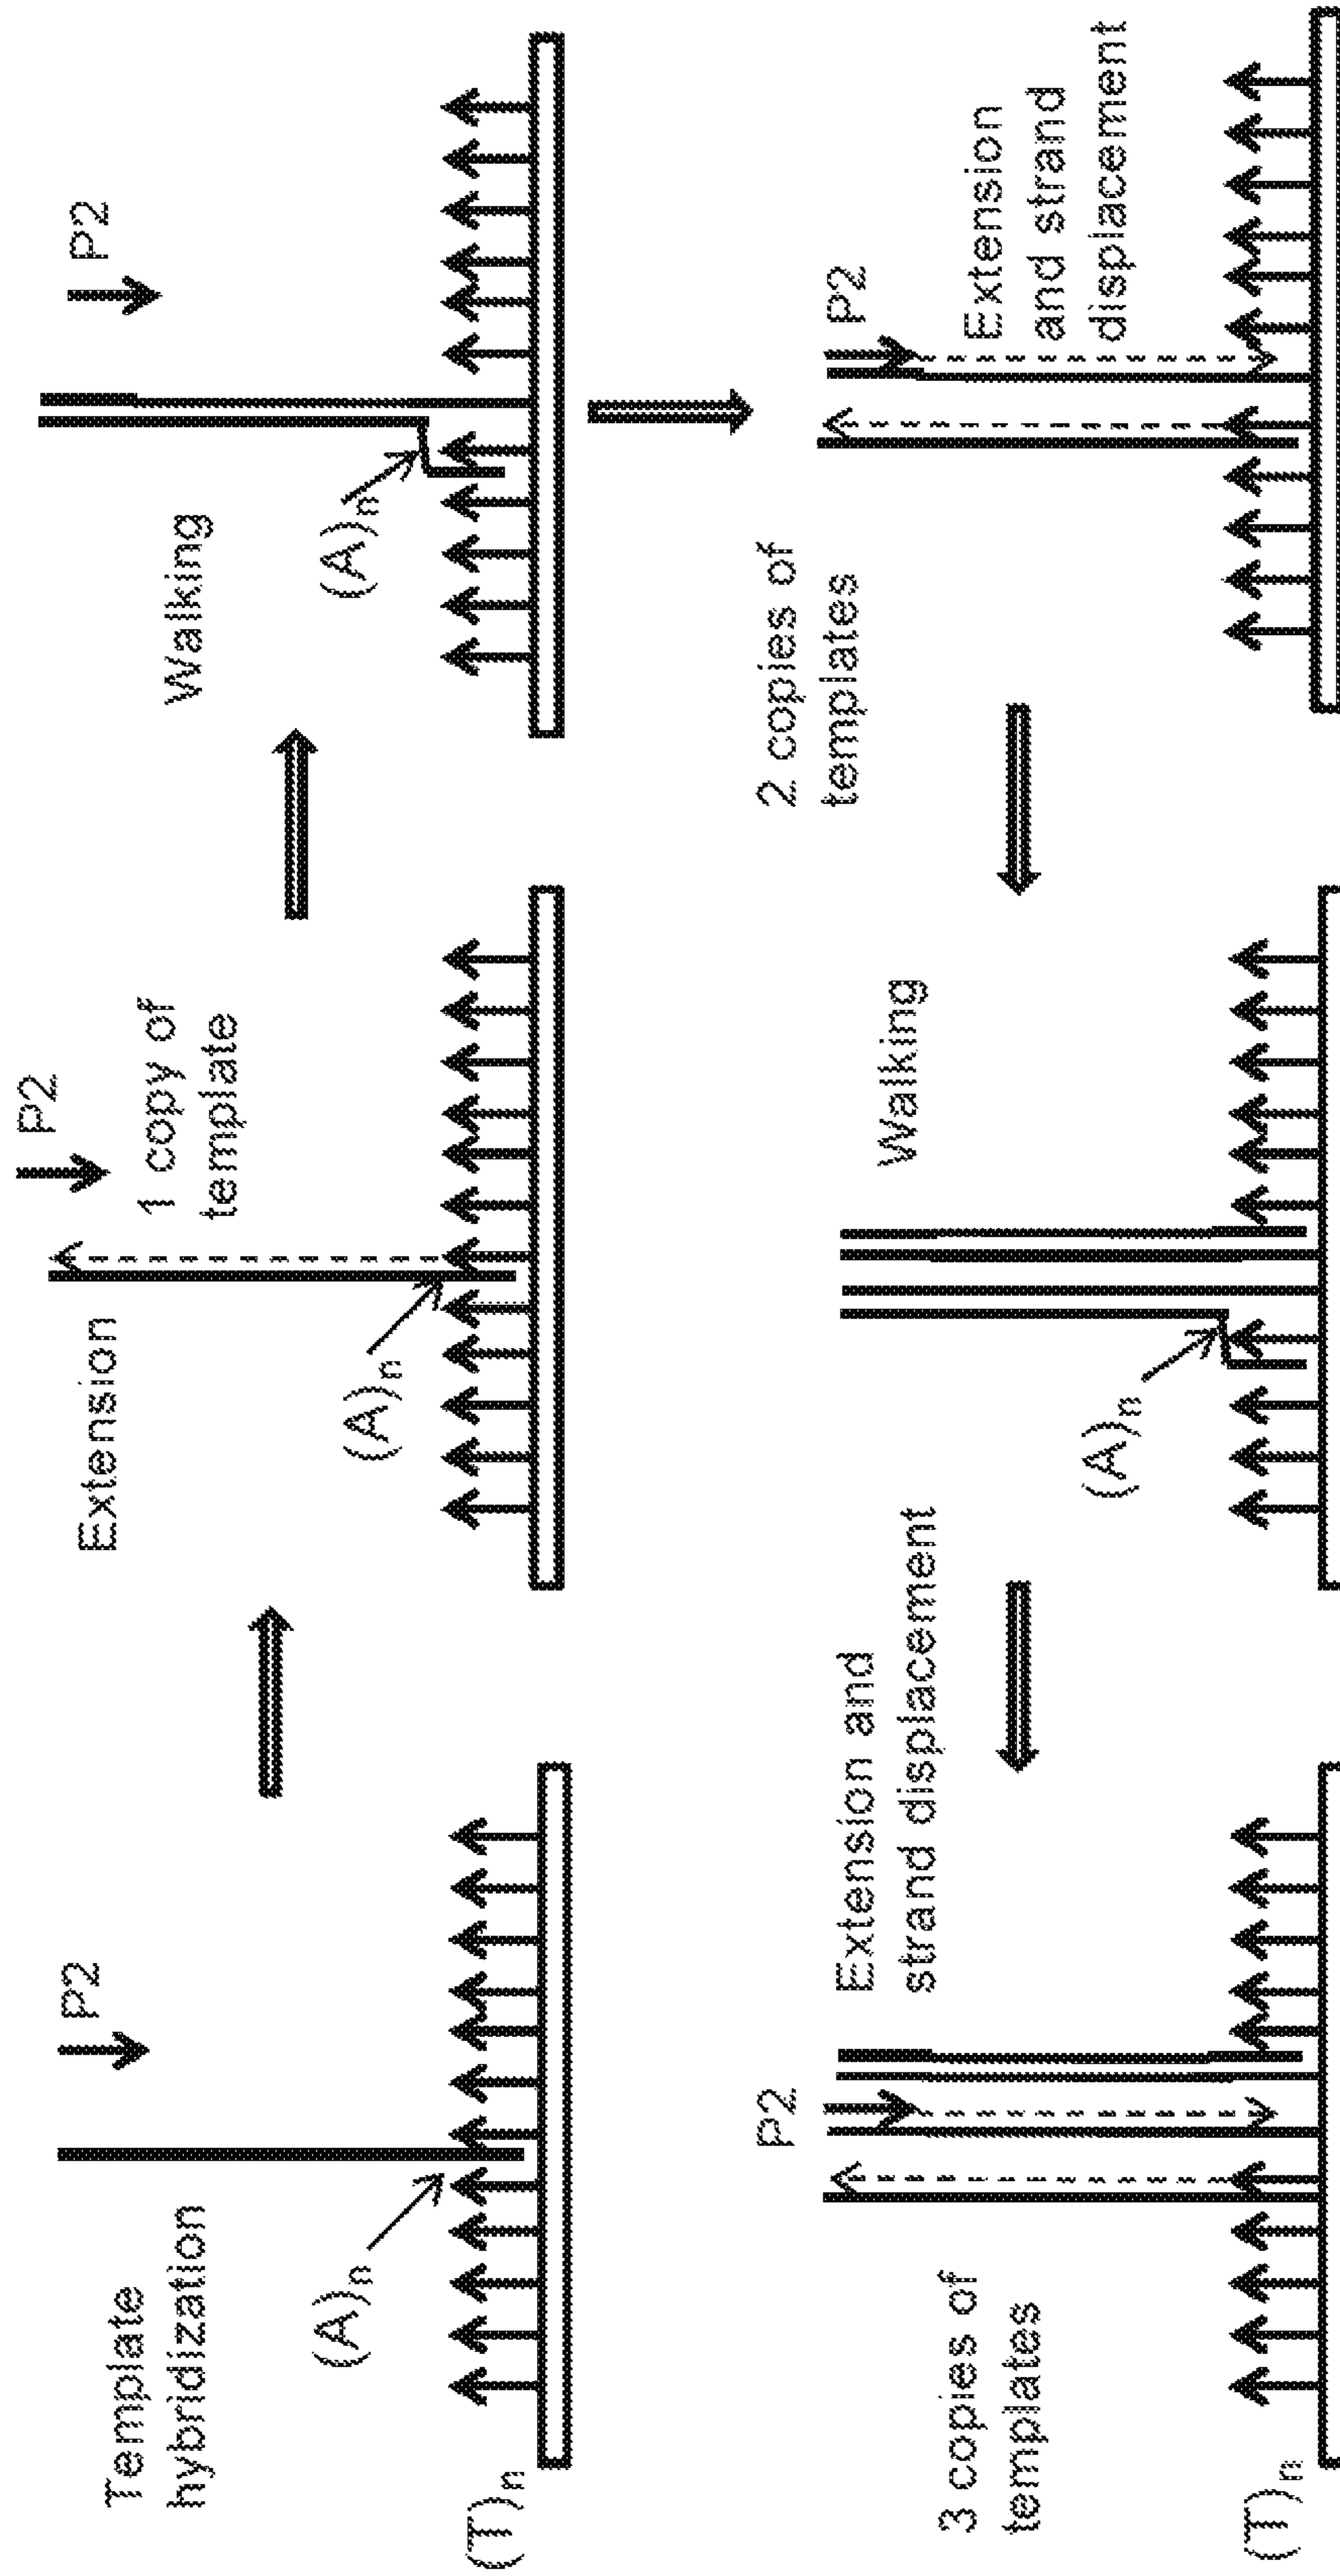 Template
hybridization
P2
(A)n
(T)n
Extension
P2
1 copy of
template
(A)n
Walking
P2
(A)n
2 copies of
templates
P2
Extension
and strand
displacement
Walking
(A)n
Extension and
strand displacement
P2
3 copies of
templates
(T)n